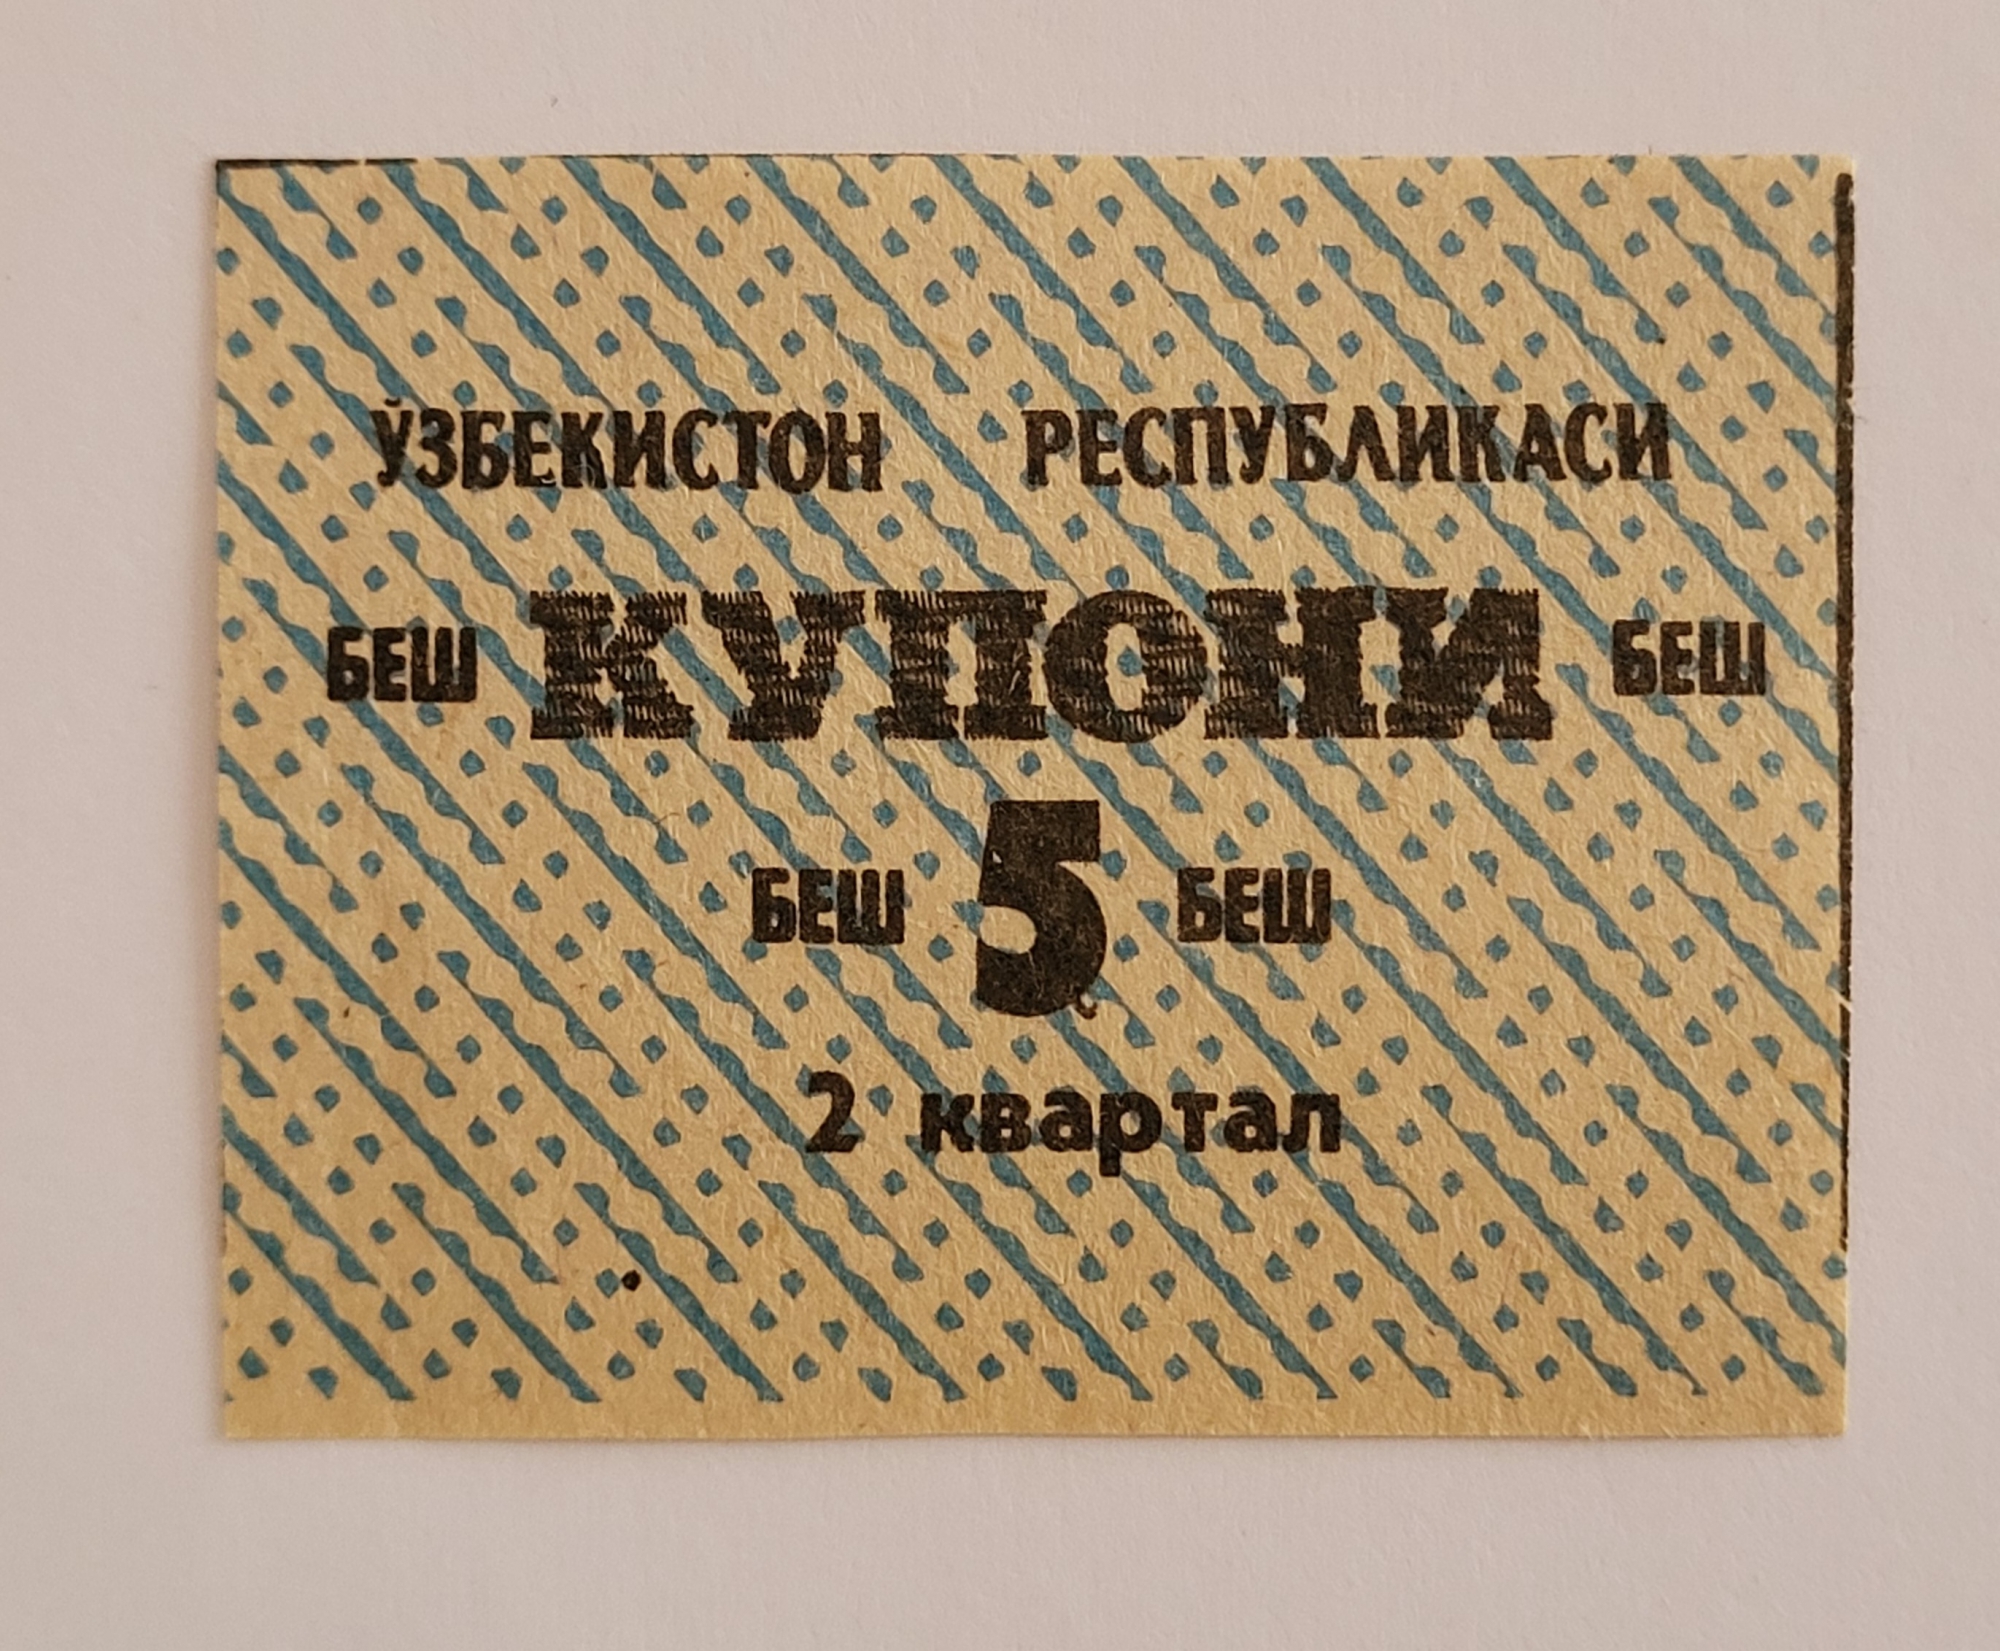 ЎЗБЕКИСТОН РЕСПУБЛИКАСИ
БЕШ КУПОНИ БЕШ
БЕШ 5 БЕШ
2 квартал